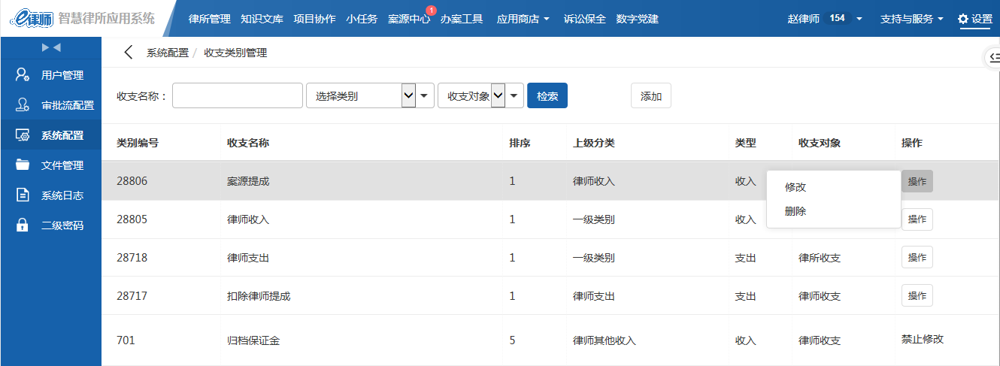 e律师 智慧律所应用系统 律所管理 知识文库 项目协作 小任务 案源中心 1 办案工具 应用商店 诉讼保全 数字党建 赵律师 154 支持与服务 设置
系统配置 / 收支类别管理
用户管理
审批流配置
系统配置
文件管理
系统日志
二级密码
收支名称： 选择类别 收支对象 检索 添加
类别编号 收支名称 排序 上级分类 类型 收支对象 操作
28806 案源提成 1 律师收入 收入 操作
修改
删除
28805 律师收入 1 一级类别 收入 操作
28718 律师支出 1 一级类别 支出 律所收支 操作
28717 扣除律师提成 1 律师支出 支出 律师收支 操作
701 归档保证金 5 律师其他收入 收入 律师收支 禁止修改